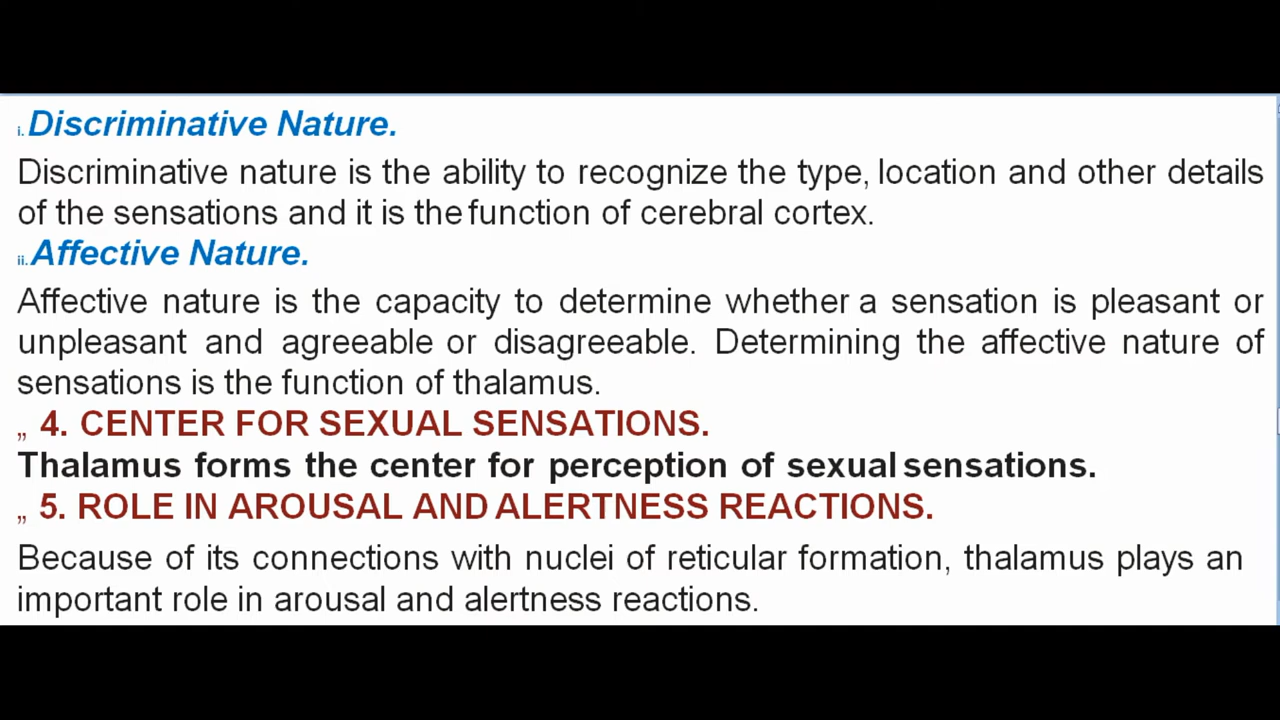 i. Discriminative Nature.
Discriminative nature is the ability to recognize the type, location and other details
of the sensations and it is the function of cerebral cortex.
ii. Affective Nature.
Affective nature is the capacity to determine whether a sensation is pleasant or
unpleasant and agreeable or disagreeable. Determining the affective nature of
sensations is the function of thalamus.
„ 4. CENTER FOR SEXUAL SENSATIONS.
Thalamus forms the center for perception of sexual sensations.
„ 5. ROLE IN AROUSAL AND ALERTNESS REACTIONS.
Because of its connections with nuclei of reticular formation, thalamus plays an
important role in arousal and alertness reactions.